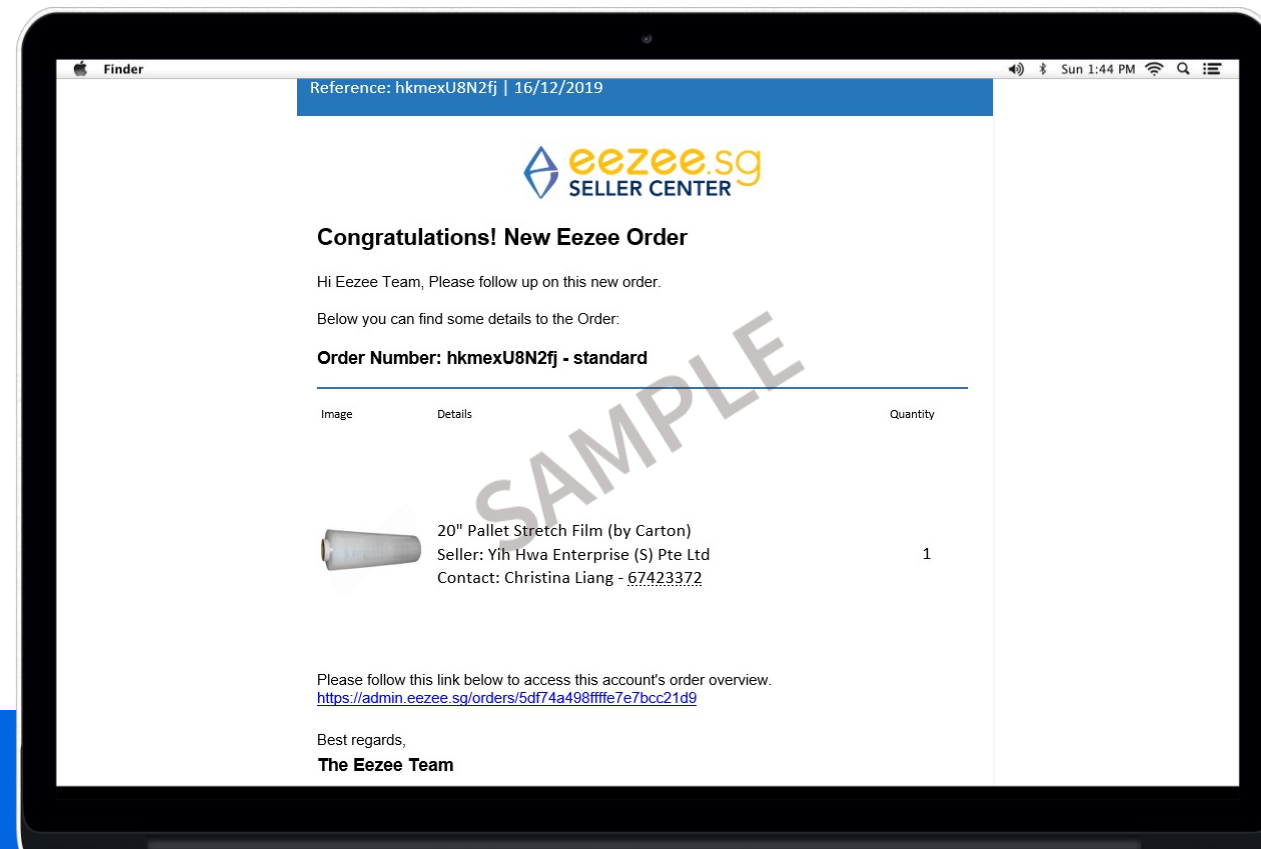 Finder
Sun 1:44 PM
Reference: hkmexU8N2fj | 16/12/2019
eezee.sg
SELLER CENTER
Congratulations! New Eezee Order
Hi Eezee Team, Please follow up on this new order.
Below you can find some details to the Order:
Order Number: hkmexU8N2fj - standard
Image Details Quantity
SAMPLE
20" Pallet Stretch Film (by Carton)
Seller: Yih Hwa Enterprise (S) Pte Ltd
Contact: Christina Liang - 67423372
1
Please follow this link below to access this account's order overview.
https://admin.eezee.sg/orders/5df74a498ffffe7e7bcc21d9
Best regards,
The Eezee Team